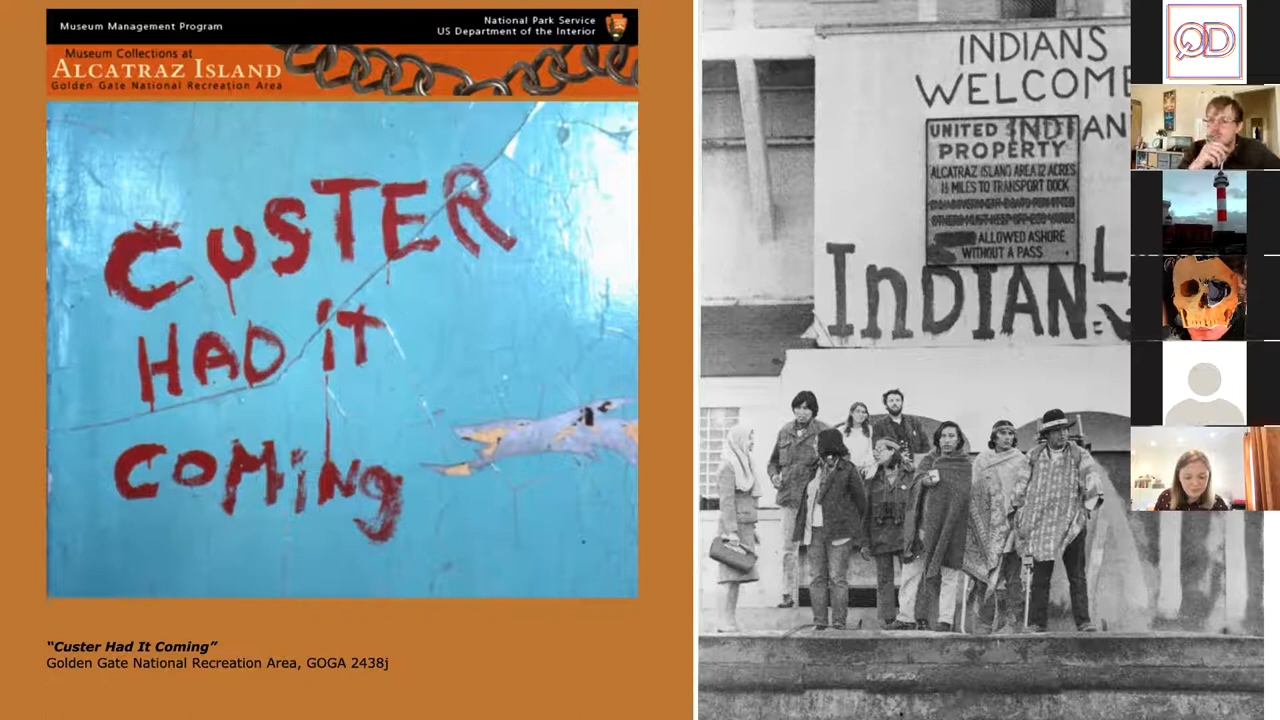 Museum Management Program
National Park Service
US Department of the Interior
Museum Collections at
ALCATRAZ ISLAND
Golden Gate National Recreation Area
CUSTER
HAD IT
COMING
“Custer Had It Coming”
Golden Gate National Recreation Area, GOGA 2438j
INDIANS
WELCOME
INDIAN
UNITED
PROPERTY
ALCATRAZ ISLAND AREA 12 ACRES
1½ MILES TO TRANSPORT DOCK
ALLOWED ASHORE
WITHOUT A PASS
InDIAN
L
QD